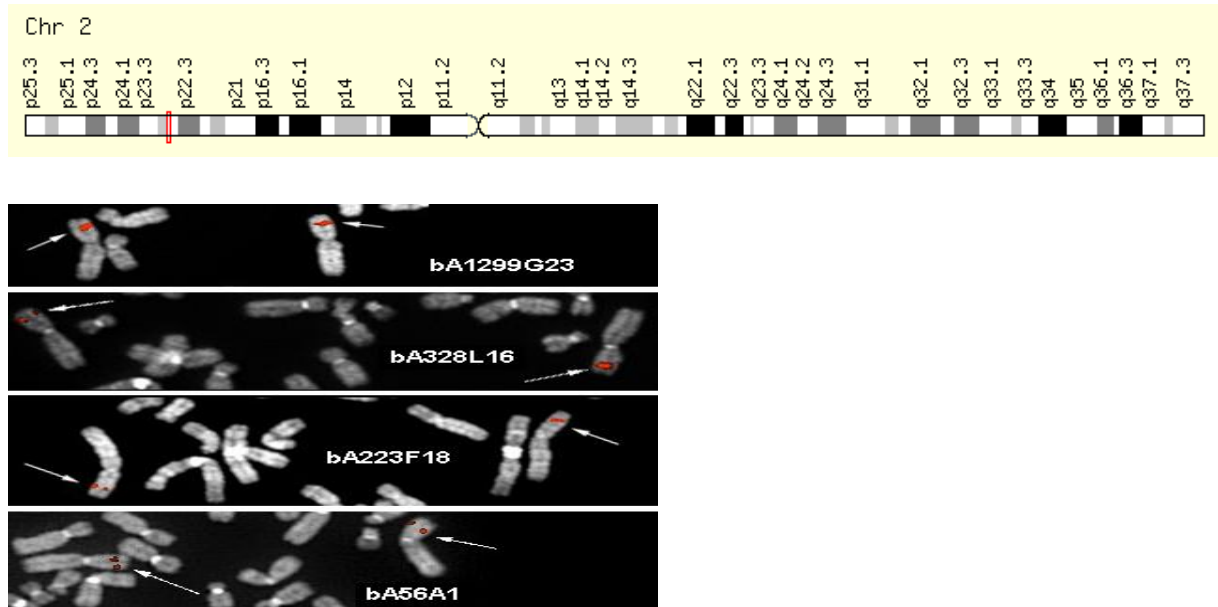 Chr 2
p25.3 p25.1 p24.3 p24.1 p23.3 p22.3 p21 p16.3 p16.1 p14 p12 p11.2 q11.2 q13 q14.1 q14.2 q14.3 q22.1 q22.3 q23.3 q24.1 q24.2 q24.3 q31.1 q32.1 q32.3 q33.1 q33.3 q34 q35 q36.1 q36.3 q37.1 q37.3
bA1299G23
bA328L16
bA223F18
bA56A1